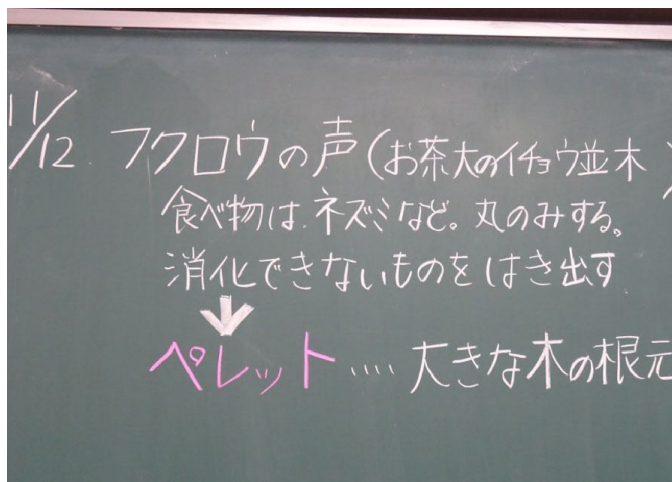 11/12 フクロウの声(お茶大のイチョウ並木)
食べ物は、ネズミなど。丸のみする。
消化できないものをはき出す
↓
ペレット‥‥大きな木の根元